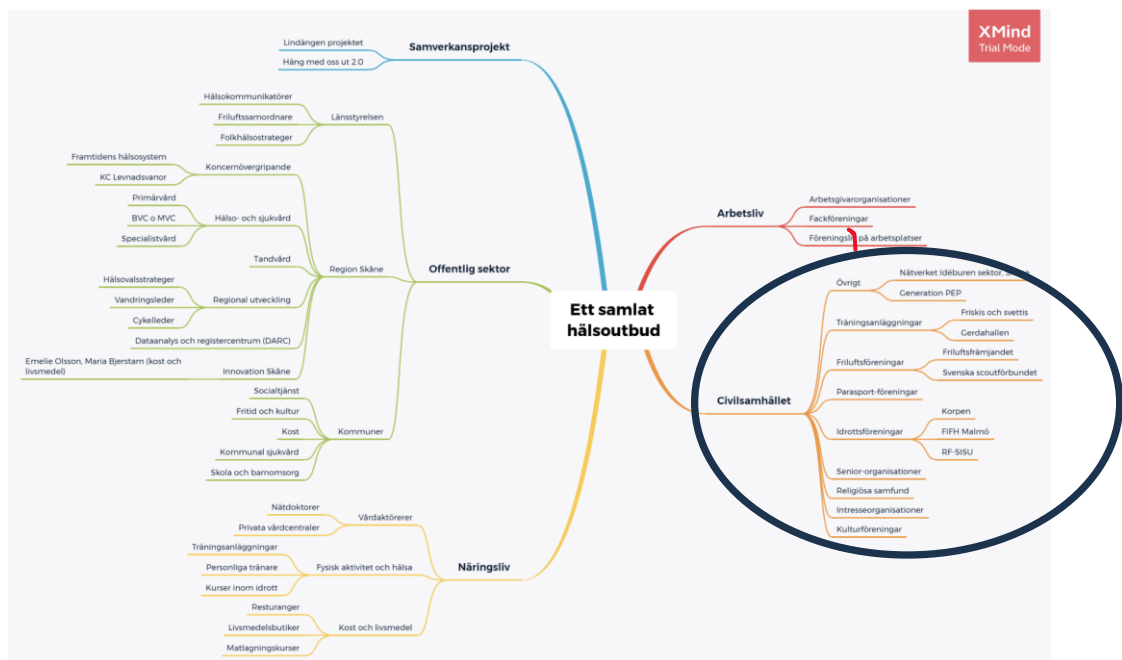 XMind
Trial Mode
Samverkansprojekt
Lindängen projektet
Häng med oss ut 2.0
Offentlig sektor
Länsstyrelsen
Hälsokommunikatörer
Friluftssamordnare
Folkhälsostrateger
Region Skåne
Koncernövergripande
Framtidens hälsosystem
KC Levnadsvanor
Hälso- och sjukvård
Primärvård
BVC o MVC
Specialistvård
Tandvård
Regional utveckling
Hälsovalsstrateger
Vandringsleder
Cykelleder
Dataanalys och registercentrum (DARC)
Innovation Skåne
Emelie Olsson, Maria Bjerstam (kost och
livsmedel)
Kommuner
Socialtjänst
Fritid och kultur
Kost
Kommunal sjukvård
Skola och barnomsorg
Näringsliv
Vårdaktörerer
Nätdoktorer
Privata vårdcentraler
Fysisk aktivitet och hälsa
Träningsanläggningar
Personliga tränare
Kurser inom idrott
Kost och livsmedel
Resturanger
Livsmedelsbutiker
Matlagningskurser
Ett samlat
hälsoutbud
Arbetsliv
Arbetsgivarorganisationer
Fackföreningar
Föreningsliv på arbetsplatser
Civilsamhället
Övrigt
Nätverket Idéburen sektor,
Generation PEP
Träningsanläggningar
Friskis och svettis
Gerdahallen
Friluftsföreningar
Friluftsfrämjandet
Svenska scoutförbundet
Parasport-föreningar
Idrottsföreningar
Korpen
FIFH Malmö
RF-SISU
Senior-organisationer
Religiösa samfund
Intresseorganisationer
Kulturföreningar